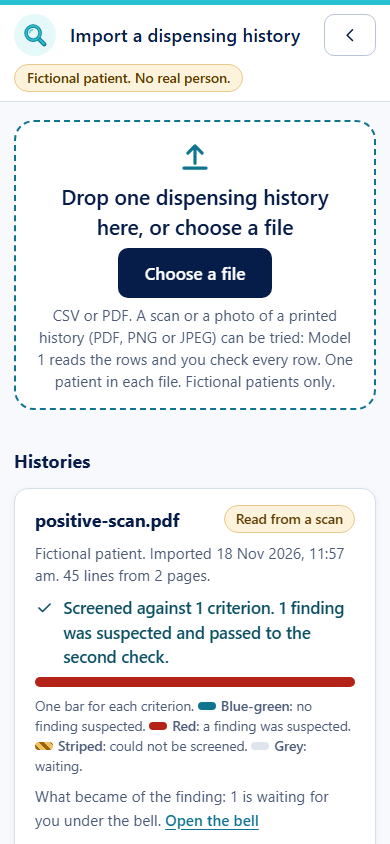 Import a dispensing history
Fictional patient. No real person.
Drop one dispensing history
here, or choose a file
Choose a file
CSV or PDF. A scan or a photo of a printed
history (PDF, PNG or JPEG) can be tried: Model
1 reads the rows and you check every row. One
patient in each file. Fictional patients only.
Histories
positive-scan.pdf
Read from a scan
Fictional patient. Imported 18 Nov 2026, 11:57
am. 45 lines from 2 pages.
Screened against 1 criterion. 1 finding
was suspected and passed to the
second check.
One bar for each criterion. Blue-green: no
finding suspected. Red: a finding was suspected.
Striped: could not be screened. Grey:
waiting.
What became of the finding: 1 is waiting for
you under the bell. Open the bell